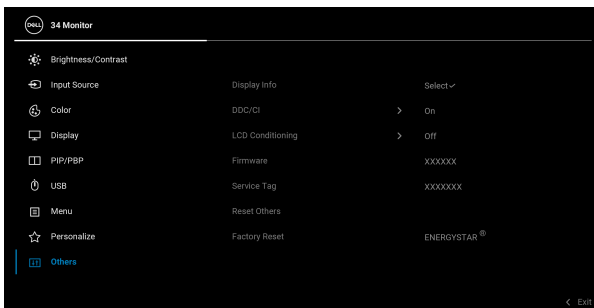 DELL 34 Monitor
Brightness/Contrast
Input Source Display Info Select✓
Color DDC/CI > On
Display LCD Conditioning > Off
PIP/PBP Firmware XXXXXX
USB Service Tag XXXXXXX
Menu Reset Others
Personalize Factory Reset ENERGYSTAR ®
Others
< Exit